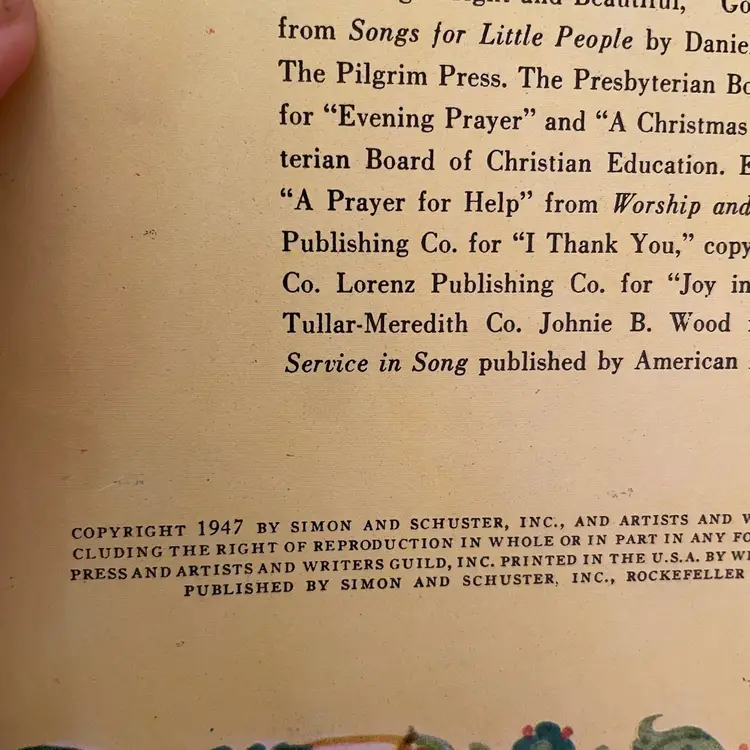 and Beautiful,"
from Songs for Little People by
The Pilgrim Press. The Presbyterian
for "Evening Prayer" and "A Christmas
terian Board of Christian Education.
"A Prayer for Help" from Worship and
Publishing Co. for "I Thank You,"
Co. Lorenz Publishing Co. for "Joy in
Tullar-Meredith Co. Johnie B. Wood
Service in Song published by American
COPYRIGHT 1947 BY SIMON AND SCHUSTER, INC., AND ARTISTS AND
CLUDING THE RIGHT OF REPRODUCTION IN WHOLE OR IN PART IN ANY
PRESS AND ARTISTS AND WRITERS GUILD, INC. PRINTED IN THE U.S.A. BY
PUBLISHED BY SIMON AND SCHUSTER, INC., ROCKEFELLER